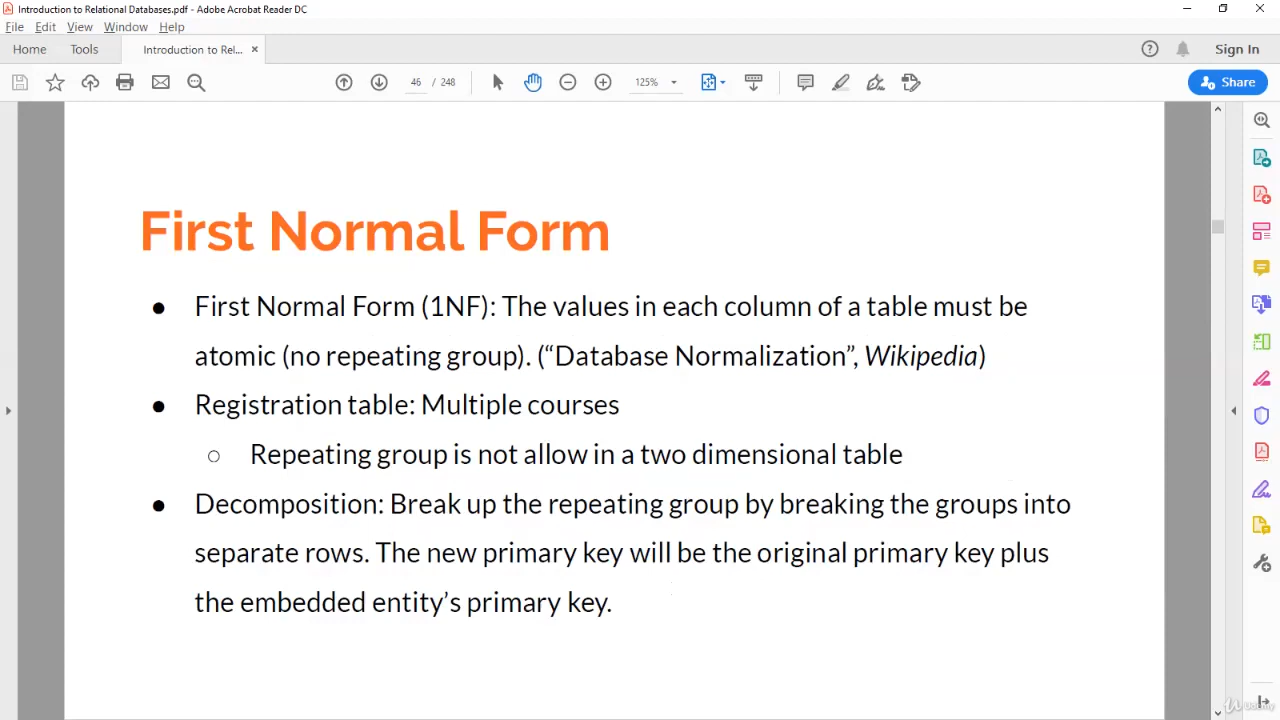 Introduction to Relational Databases.pdf - Adobe Acrobat Reader DC
File Edit View Window Help
Home Tools Introduction to Rel... × Sign In
46 / 248 125% Share
First Normal Form
● First Normal Form (1NF): The values in each column of a table must be
atomic (no repeating group). (“Database Normalization”, Wikipedia)
● Registration table: Multiple courses
○ Repeating group is not allow in a two dimensional table
● Decomposition: Break up the repeating group by breaking the groups into
separate rows. The new primary key will be the original primary key plus
the embedded entity’s primary key.
Udemy